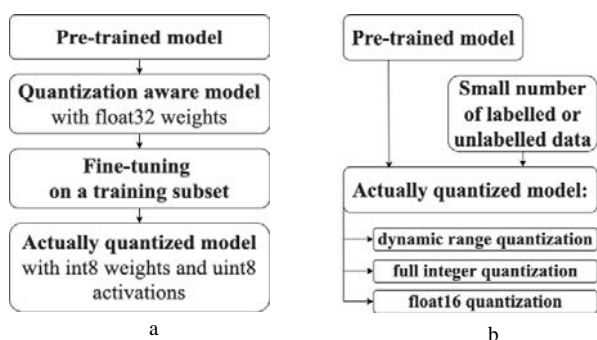 Pre-trained model
Quantization aware model
with float32 weights
Fine-tuning
on a training subset
Actually quantized model
with int8 weights and uint8
activations
a
Pre-trained model
Small number
of labelled or
unlabelled data
Actually quantized model:
dynamic range quantization
full integer quantization
float16 quantization
b